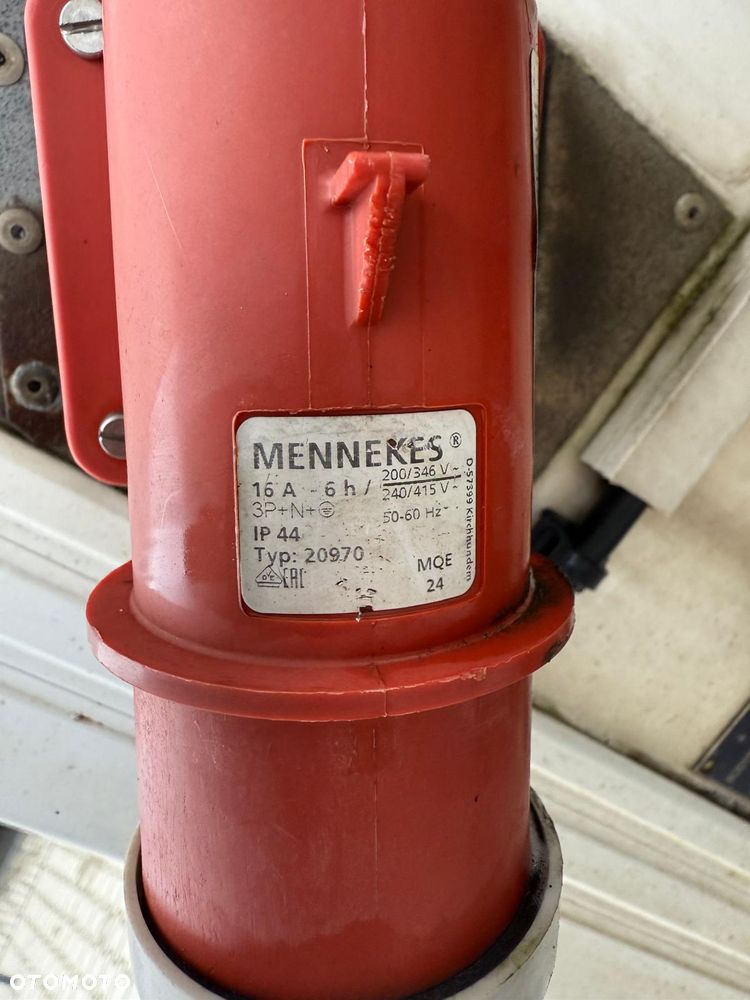 MENNEKES®
16 A - 6 h / 200/346 V ~
240/415 V ~
3P+N+⏚ 50-60 Hz
IP 44
Typ: 20970
MQE
24
VDE EAC
D-57399 Kirchhundem
OTOMOTO